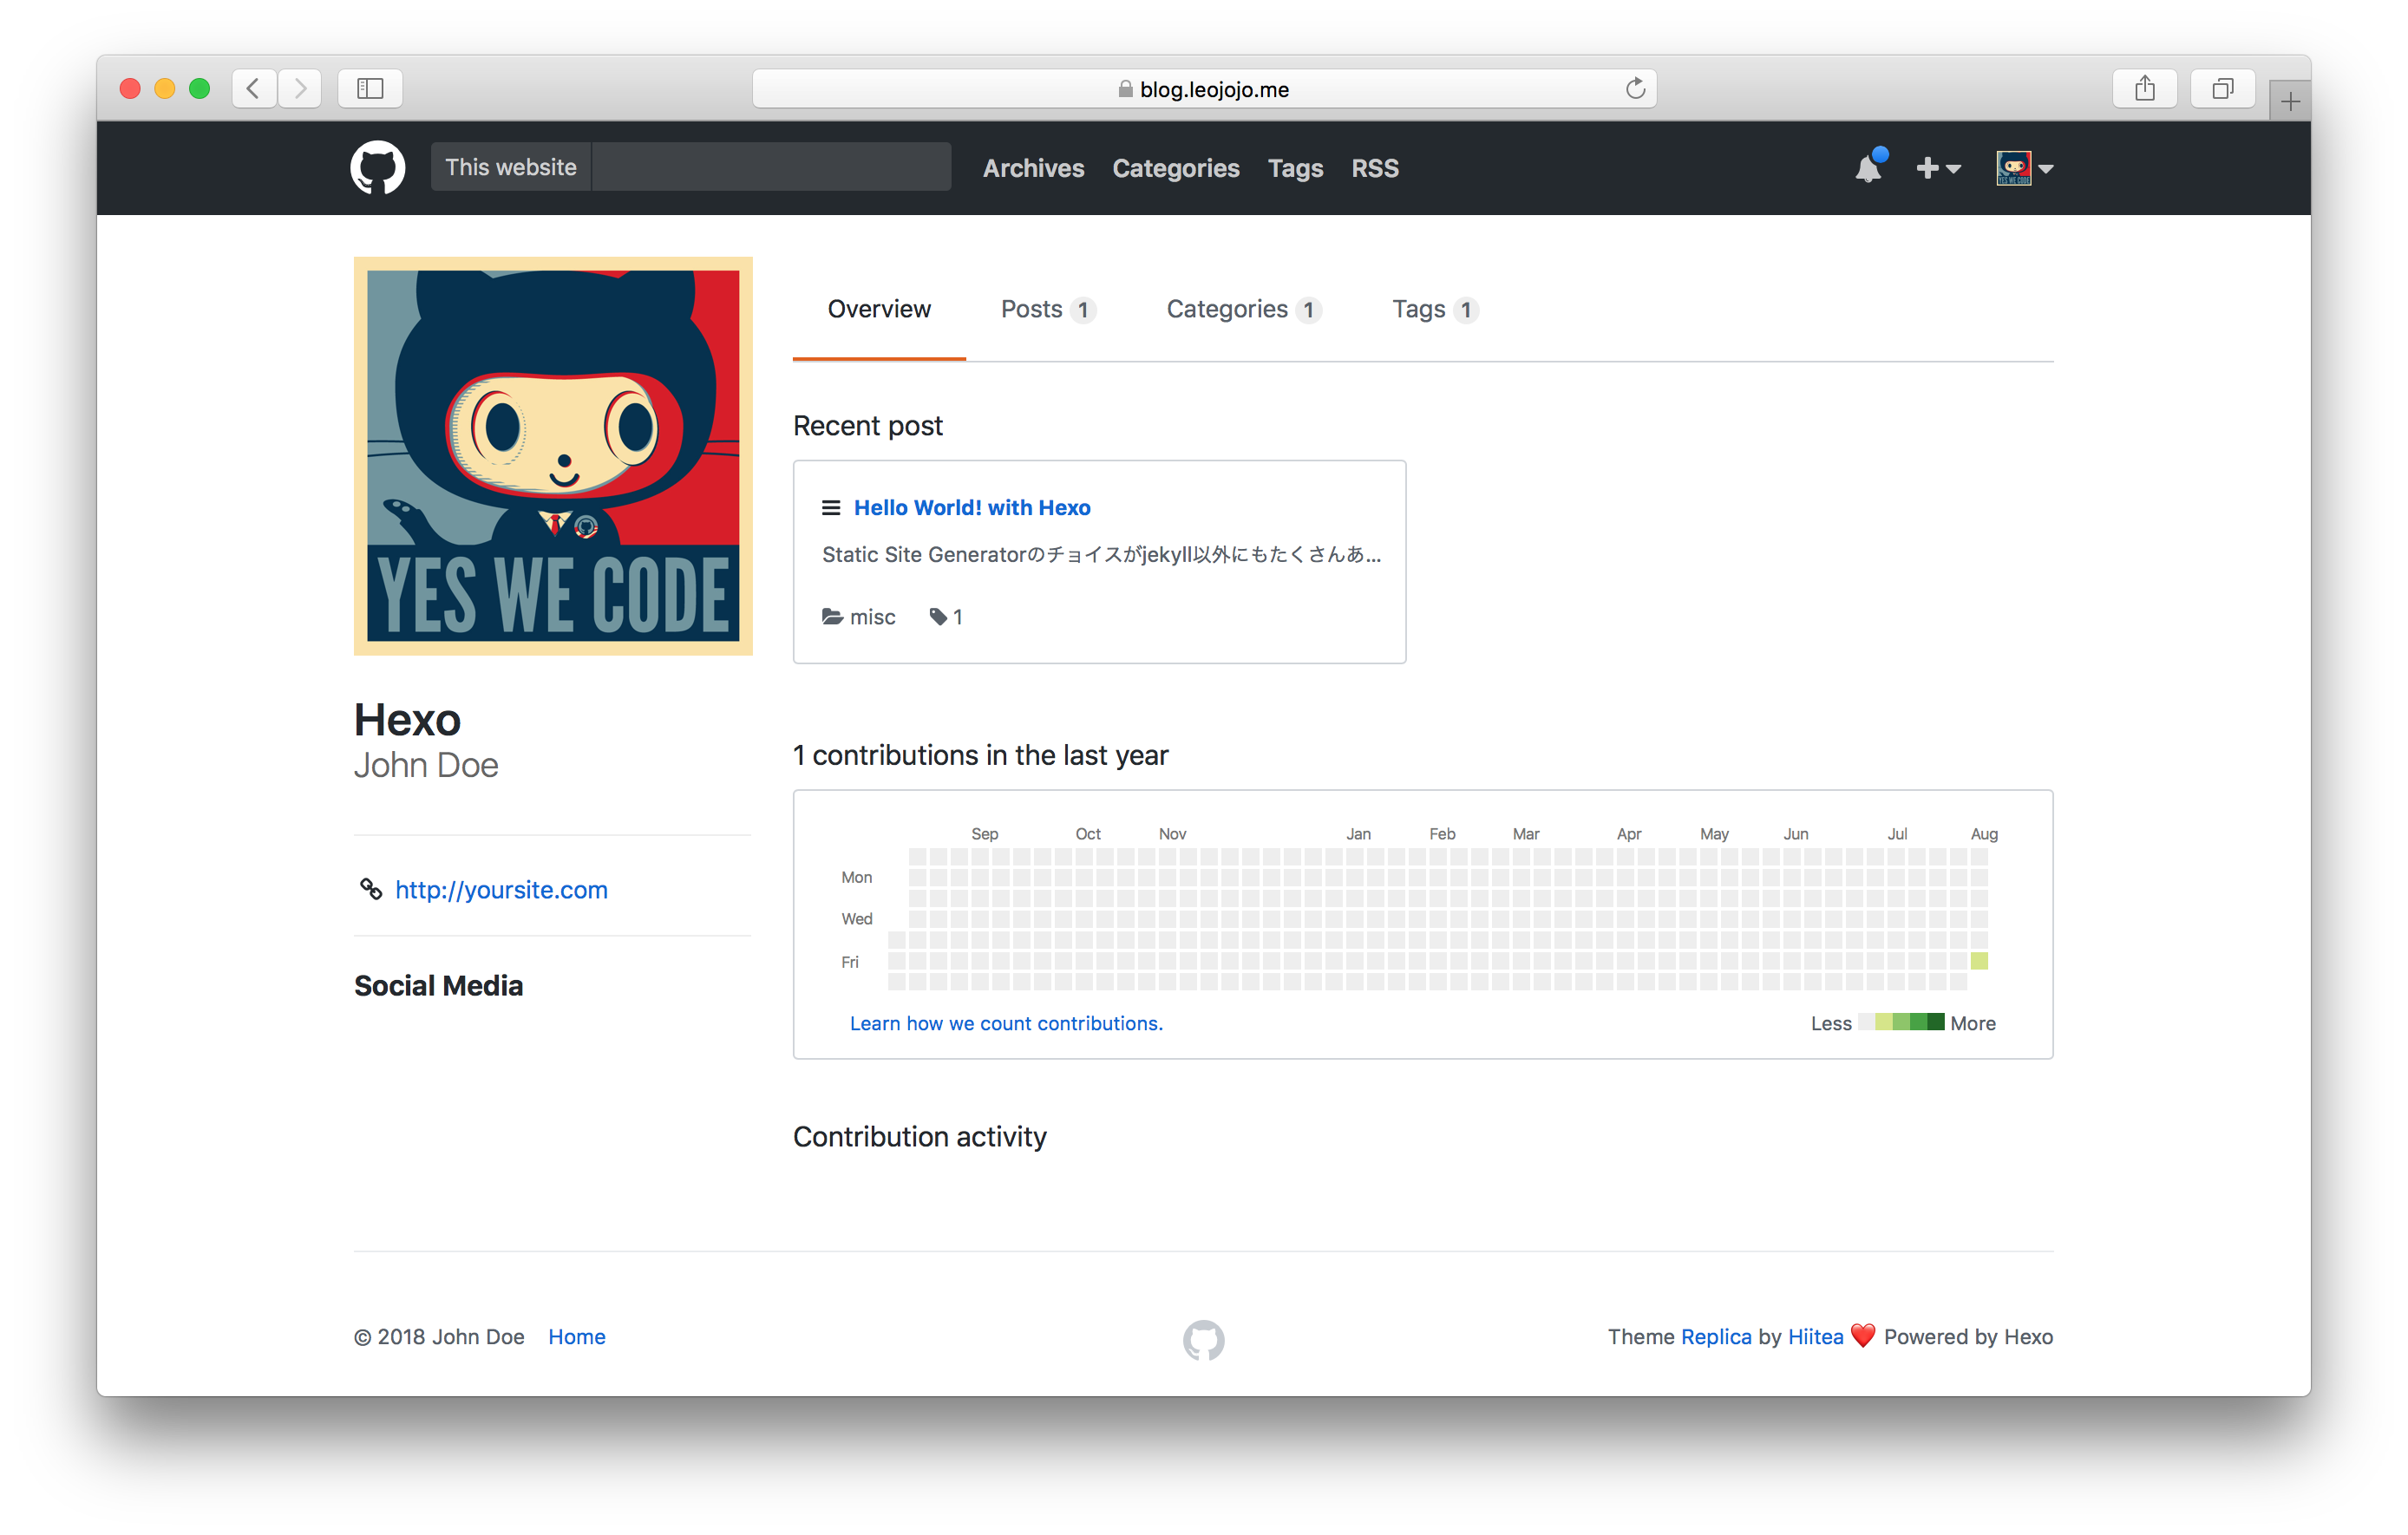 blog.leojojo.me
This website
Archives Categories Tags RSS
YES WE CODE
YES WE CODE
Hexo
John Doe
http://yoursite.com
Social Media
Overview Posts 1 Categories 1 Tags 1
Recent post
Hello World! with Hexo
Static Site Generatorのチョイスがjekyll以外にもたくさんあ...
misc 1
1 contributions in the last year
Sep Oct Nov Jan Feb Mar Apr May Jun Jul Aug
Mon
Wed
Fri
Learn how we count contributions. Less More
Contribution activity
© 2018 John Doe Home Theme Replica by Hiitea ❤️ Powered by Hexo